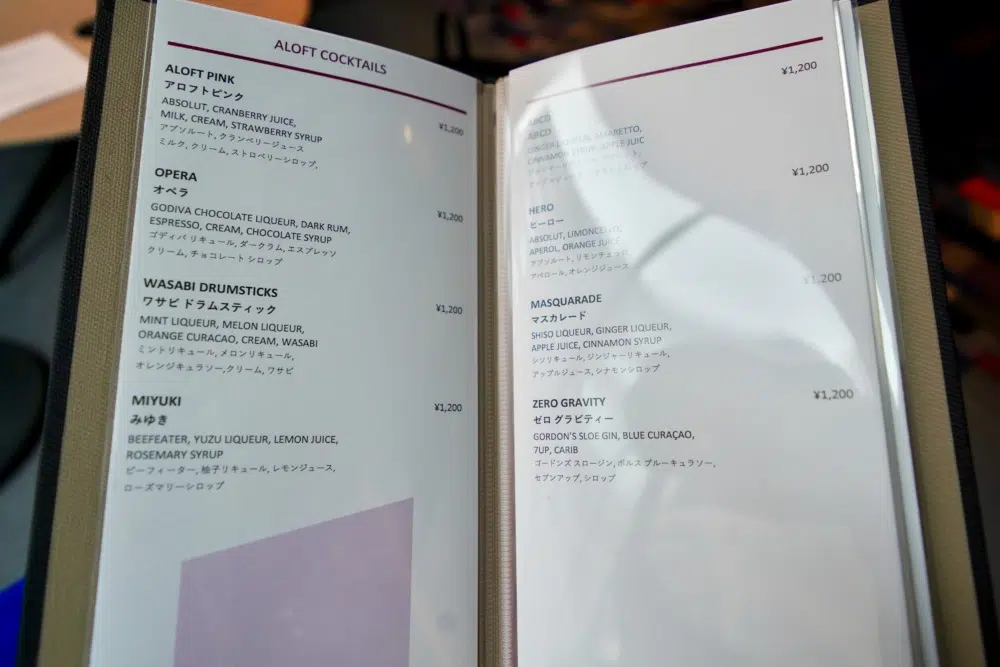 ALOFT COCKTAILS
ALOFT PINK
アロフトピンク
¥1,200
ABSOLUT, CRANBERRY JUICE,
MILK, CREAM, STRAWBERRY SYRUP
アブソルート, クランベリージュース
ミルク, クリーム, ストロベリーシロップ,
OPERA
オペラ
¥1,200
GODIVA CHOCOLATE LIQUEUR, DARK RUM,
ESPRESSO, CREAM, CHOCOLATE SYRUP
ゴディバ リキュール, ダークラム, エスプレッソ
クリーム, チョコレート シロップ
WASABI DRUMSTICKS
ワサビ ドラムスティック
¥1,200
MINT LIQUEUR, MELON LIQUEUR,
ORANGE CURACAO, CREAM, WASABI
ミントリキュール, メロンリキュール,
オレンジキュラソー,クリーム, ワサビ
MIYUKI
みゆき
¥1,200
BEEFEATER, YUZU LIQUEUR, LEMON JUICE,
ROSEMARY SYRUP
ビーフィーター, 柚子リキュール, レモンジュース,
ローズマリーシロップ
¥1,200
ABCD
ABCD
GINGER LIQUEUR, AMARETTO,
CINNAMON SYRUP, APPLE JUIC
¥1,200
HERO
ヒーロー
ABSOLUT, LIMONCELLO,
APEROL, ORANGE JUICE
アブソルート, リモンチェッロ,
アペロール, オレンジジュース
¥1,200
MASQUARADE
マスカレード
SHISO LIQUEUR, GINGER LIQUEUR,
APPLE JUICE, CINNAMON SYRUP
シソリキュール, ジンジャーリキュール,
アップルジュース, シナモンシロップ
¥1,200
ZERO GRAVITY
ゼロ グラビティー
GORDON'S SLOE GIN, BLUE CURAÇAO,
7UP, CARIB
ゴードンズ スロージン, ボルス ブルーキュラソー,
セブンアップ, シロップ